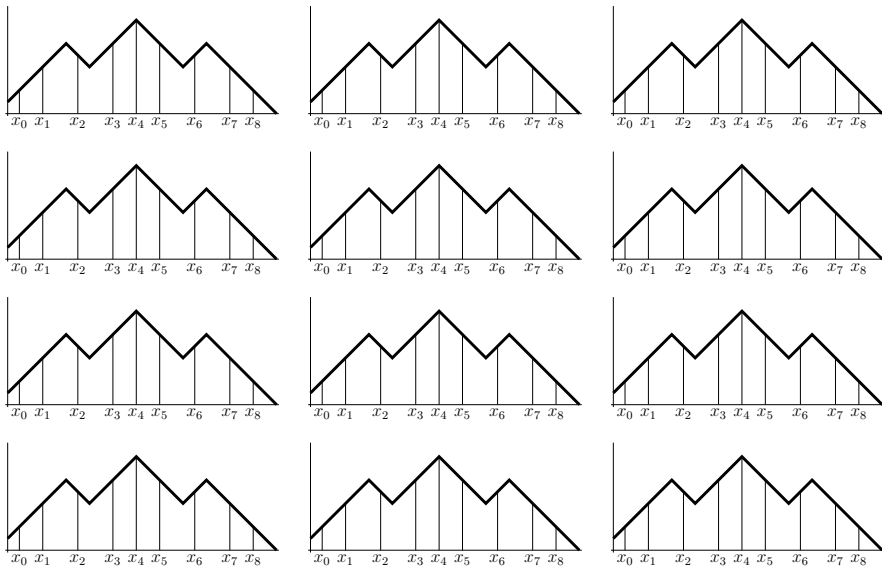 x₀ x₁ x₂ x₃ x₄ x₅ x₆ x₇ x₈ x₀ x₁ x₂ x₃ x₄ x₅ x₆ x₇ x₈ x₀ x₁ x₂ x₃ x₄ x₅ x₆ x₇ x₈
x₀ x₁ x₂ x₃ x₄ x₅ x₆ x₇ x₈ x₀ x₁ x₂ x₃ x₄ x₅ x₆ x₇ x₈ x₀ x₁ x₂ x₃ x₄ x₅ x₆ x₇ x₈
x₀ x₁ x₂ x₃ x₄ x₅ x₆ x₇ x₈ x₀ x₁ x₂ x₃ x₄ x₅ x₆ x₇ x₈ x₀ x₁ x₂ x₃ x₄ x₅ x₆ x₇ x₈
x₀ x₁ x₂ x₃ x₄ x₅ x₆ x₇ x₈ x₀ x₁ x₂ x₃ x₄ x₅ x₆ x₇ x₈ x₀ x₁ x₂ x₃ x₄ x₅ x₆ x₇ x₈